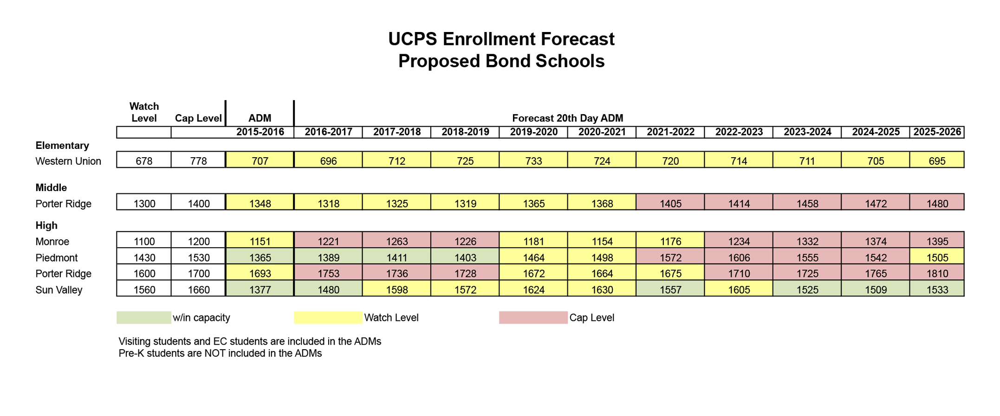 UCPS Enrollment Forecast
Proposed Bond Schools
Watch
Level Cap Level ADM Forecast 20th Day ADM
2015-2016 2016-2017 2017-2018 2018-2019 2019-2020 2020-2021 2021-2022 2022-2023 2023-2024 2024-2025 2025-2026
Elementary
Western Union 678 778 707 696 712 725 733 724 720 714 711 705 695
Middle
Porter Ridge 1300 1400 1348 1318 1325 1319 1365 1368 1405 1414 1458 1472 1480
High
Monroe 1100 1200 1151 1221 1263 1226 1181 1154 1176 1234 1332 1374 1395
Piedmont 1430 1530 1365 1389 1411 1403 1464 1498 1572 1606 1555 1542 1505
Porter Ridge 1600 1700 1693 1753 1736 1728 1672 1664 1675 1710 1725 1765 1810
Sun Valley 1560 1660 1377 1480 1598 1572 1624 1630 1557 1605 1525 1509 1533
w/in capacity Watch Level Cap Level
Visiting students and EC students are included in the ADMs
Pre-K students are NOT included in the ADMs